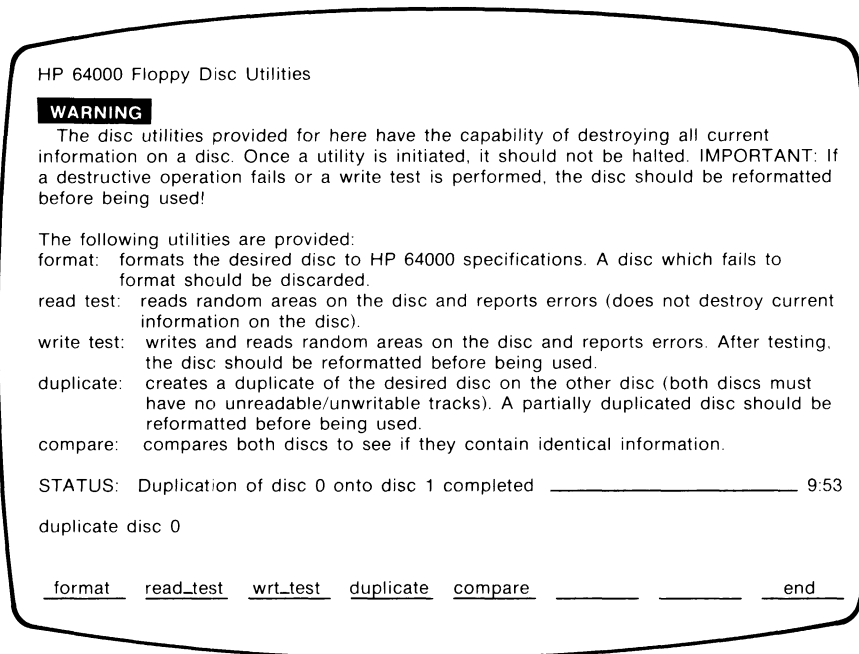 HP 64000 Floppy Disc Utilities
WARNING
The disc utilities provided for here have the capability of destroying all current
information on a disc. Once a utility is initiated, it should not be halted. IMPORTANT: If
a destructive operation fails or a write test is performed, the disc should be reformatted
before being used!
The following utilities are provided:
format: formats the desired disc to HP 64000 specifications. A disc which fails to
format should be discarded.
read test: reads random areas on the disc and reports errors (does not destroy current
information on the disc).
write test: writes and reads random areas on the disc and reports errors. After testing,
the disc should be reformatted before being used.
duplicate: creates a duplicate of the desired disc on the other disc (both discs must
have no unreadable/unwritable tracks). A partially duplicated disc should be
reformatted before being used.
compare: compares both discs to see if they contain identical information.
STATUS: Duplication of disc 0 onto disc 1 completed 9:53
duplicate disc 0
format read_test wrt_test duplicate compare end